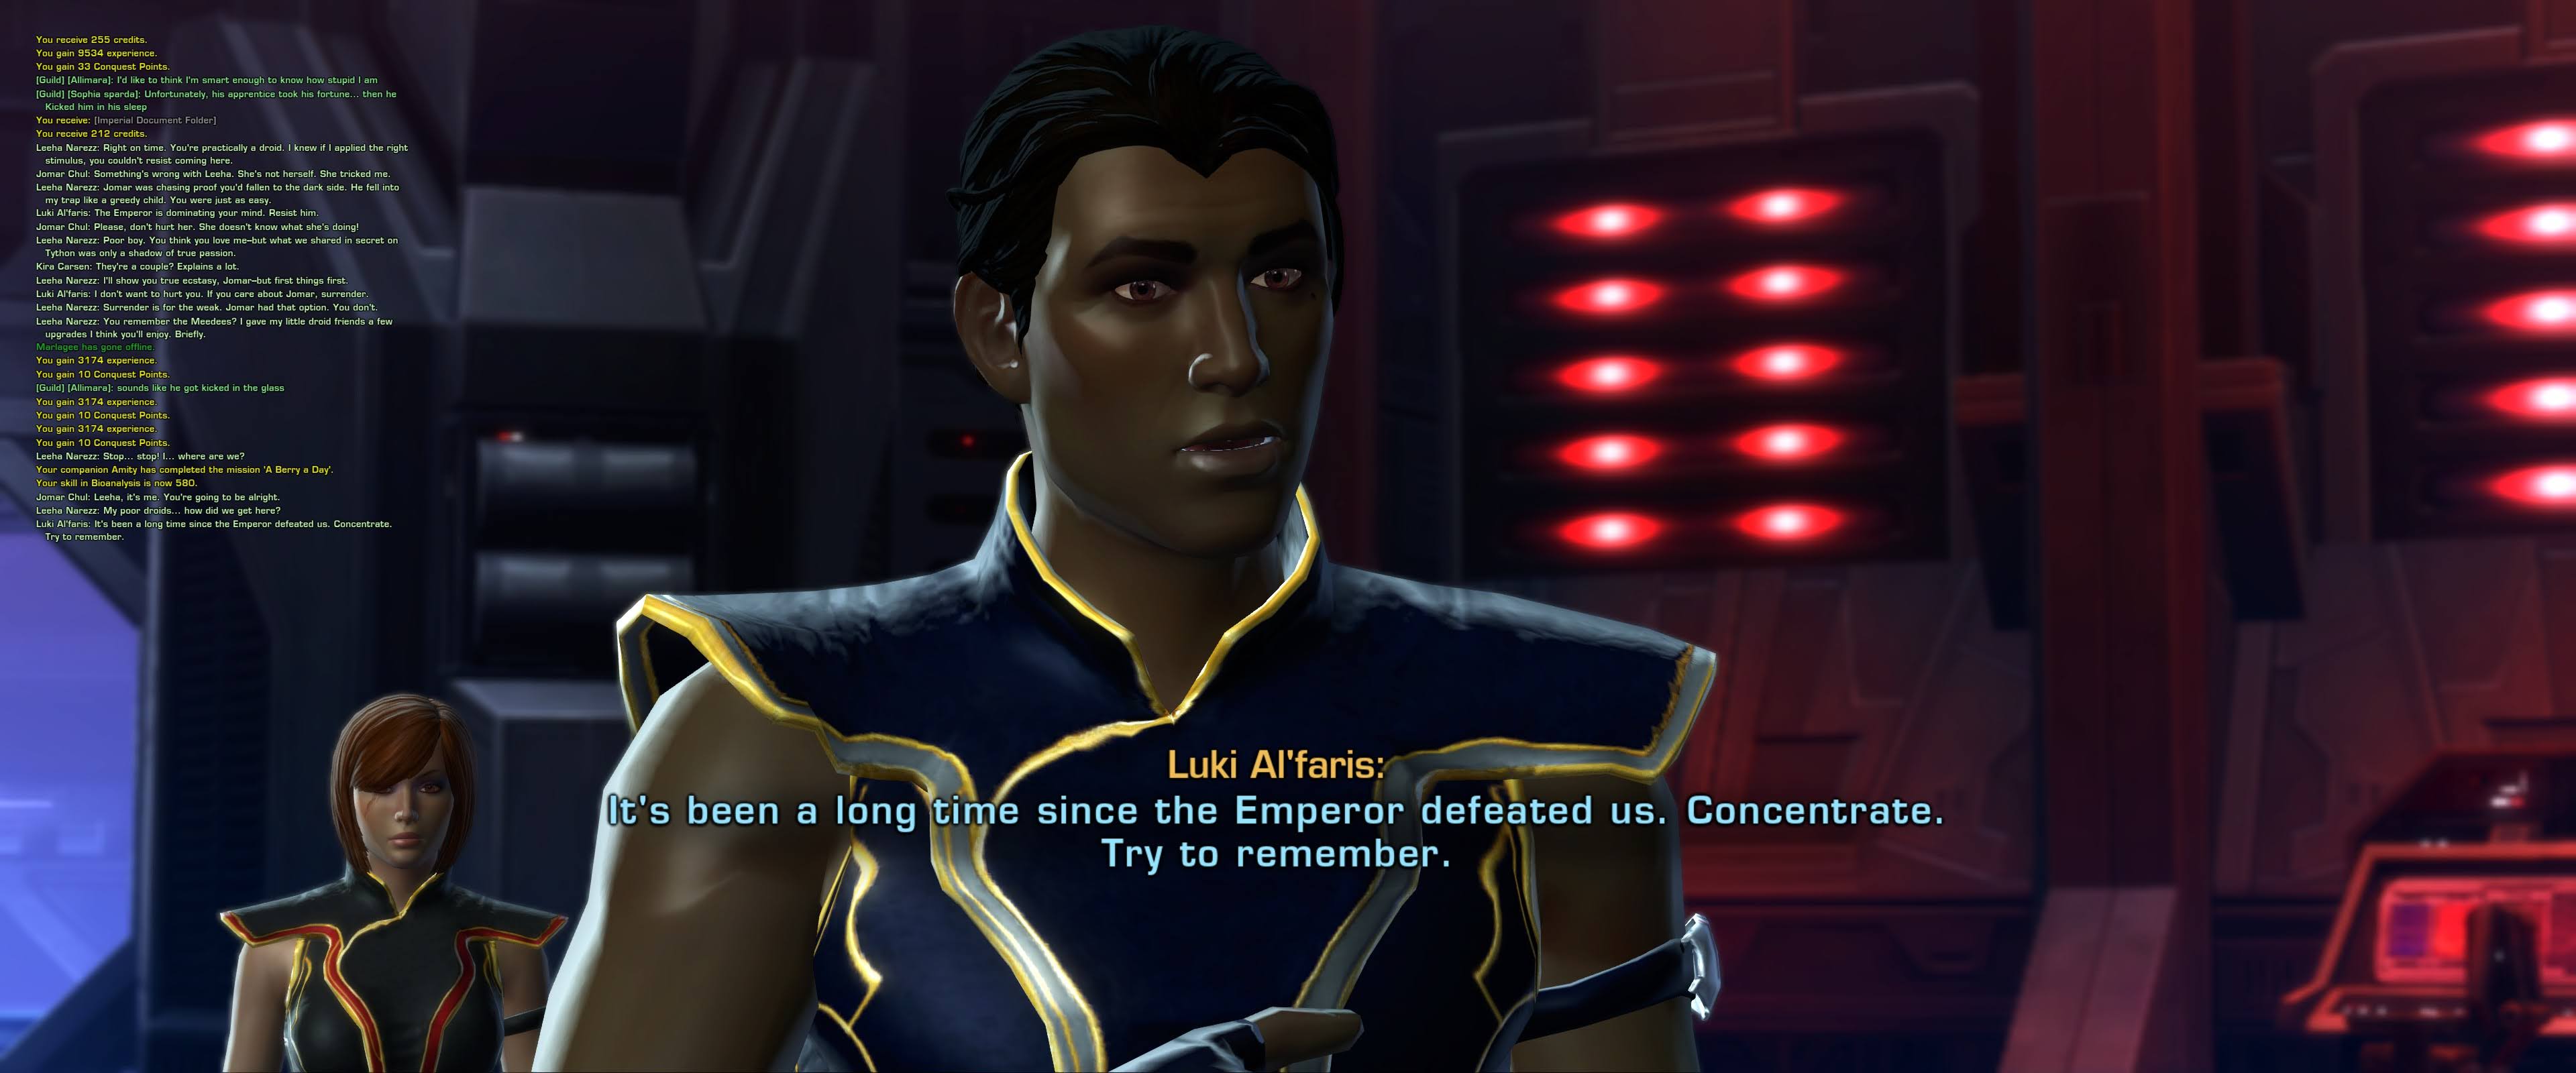 You receive 255 credits.
You gain 9534 experience.
You gain 33 Conquest Points.
[Guild] [Allimara]: I'd like to think I'm smart enough to know how stupid I am
[Guild] [Sophia sparda]: Unfortunately, his apprentice took his fortune... then he
Kicked him in his sleep
You receive: [Imperial Document Folder]
You receive 212 credits.
Leeha Narezz: Right on time. You're practically a droid. I knew if I applied the right
stimulus, you couldn't resist coming here.
Jomar Chul: Something's wrong with Leeha. She's not herself. She tricked me.
Leeha Narezz: Jomar was chasing proof you'd fallen to the dark side. He fell into
my trap like a greedy child. You were just as easy.
Luki Al'faris: The Emperor is dominating your mind. Resist him.
Jomar Chul: Please, don't hurt her. She doesn't know what she's doing!
Leeha Narezz: Poor boy. You think you love me–but what we shared in secret on
Tython was only a shadow of true passion.
Kira Carsen: They're a couple? Explains a lot.
Leeha Narezz: I'll show you true ecstasy, Jomar–but first things first.
Luki Al'faris: I don't want to hurt you. If you care about Jomar, surrender.
Leeha Narezz: Surrender is for the weak. Jomar had that option. You don't.
Leeha Narezz: You remember the Meedees? I gave my little droid friends a few
upgrades I think you'll enjoy. Briefly.
Marlagee has gone offline.
You gain 3174 experience.
You gain 10 Conquest Points.
[Guild] [Allimara]: sounds like he got kicked in the glass
You gain 3174 experience.
You gain 10 Conquest Points.
You gain 3174 experience.
You gain 10 Conquest Points.
Leeha Narezz: Stop... stop! I... where are we?
Your companion Amity has completed the mission 'A Berry a Day'.
Your skill in Bioanalysis is now 580.
Jomar Chul: Leeha, it's me. You're going to be alright.
Leeha Narezz: My poor droids... how did we get here?
Luki Al'faris: It's been a long time since the Emperor defeated us. Concentrate.
Try to remember.
Luki Al'faris:
It's been a long time since the Emperor defeated us. Concentrate.
Try to remember.